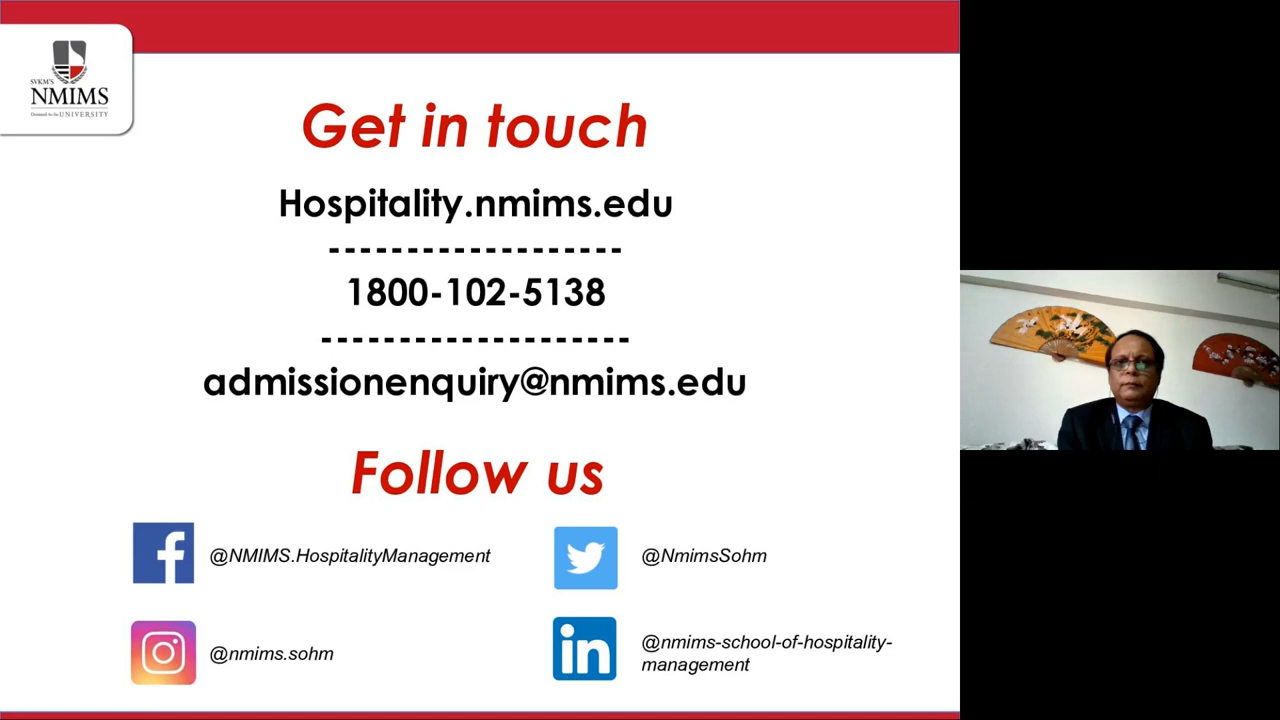 SVKM'S
NMIMS
Deemed to be UNIVERSITY
Get in touch
Hospitality.nmims.edu
-------------------
1800-102-5138
--------------------
admissionenquiry@nmims.edu
Follow us
@NMIMS.HospitalityManagement
@NmimsSohm
@nmims.sohm
in
@nmims-school-of-hospitality-
management